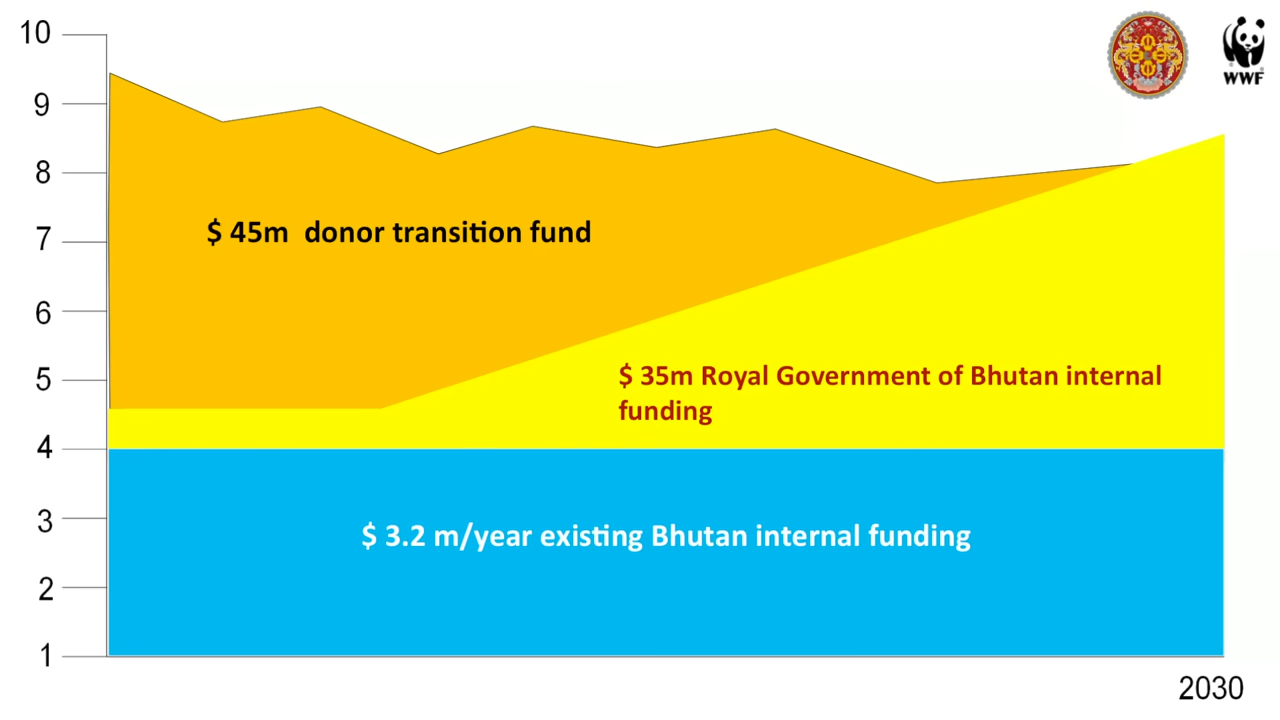 10
9
8
7
6
5
4
3
2
1
WWF
$ 45m  donor transition fund
$ 35m Royal Government of Bhutan internal
funding
$ 3.2 m/year existing Bhutan internal funding
2030